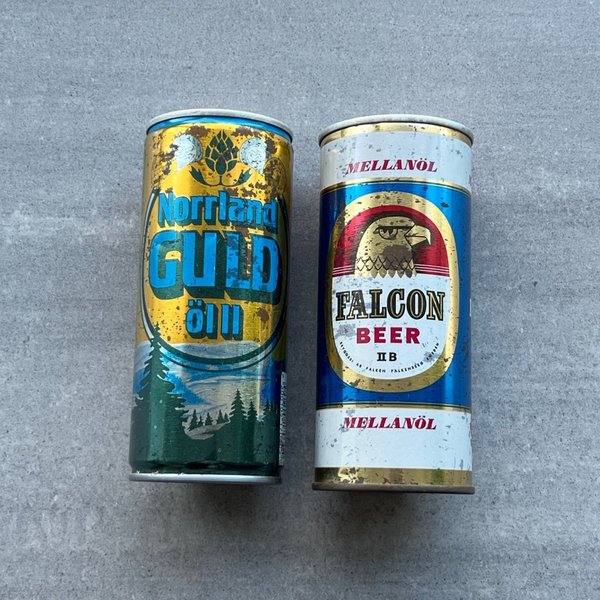 Norrland
GULD
öl II
MELLANÖL
FALCON
BEER
II B
MELLANÖL